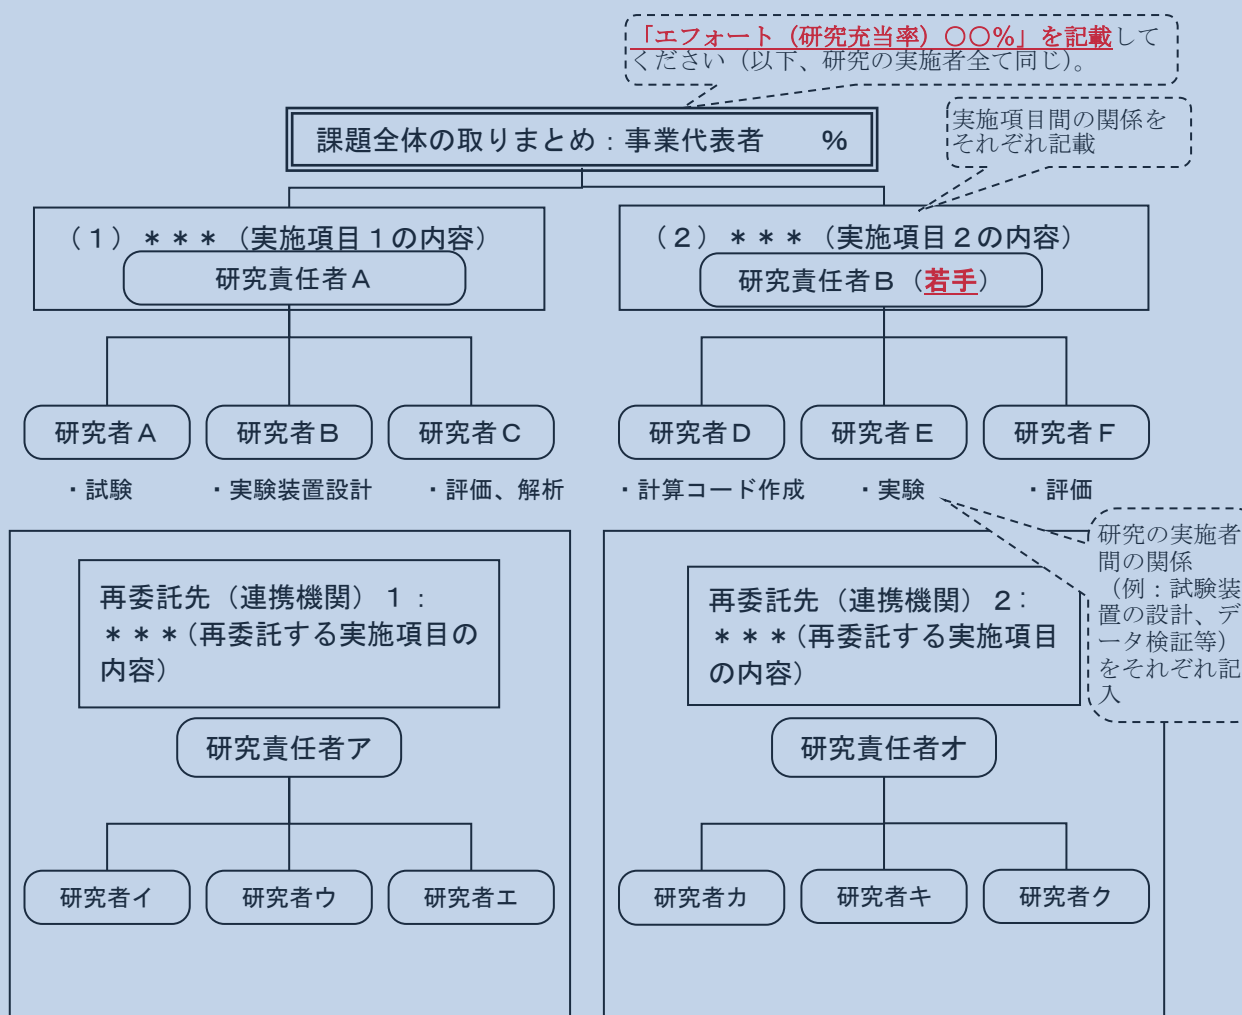 「エフォート（研究充当率）〇〇％」を記載して
ください（以下、研究の実施者全て同じ）。
課題全体の取りまとめ：事業代表者　　％
実施項目間の関係を
それぞれ記載
（１）＊＊＊（実施項目１の内容）
研究責任者Ａ
（２）＊＊＊（実施項目２の内容）
研究責任者Ｂ（若手）
研究者Ａ
研究者Ｂ
研究者Ｃ
研究者Ｄ
研究者Ｅ
研究者Ｆ
・試験
・実験装置設計
・評価、解析
・計算コード作成
・実験
・評価
研究の実施者
間の関係
（例：試験装
置の設計、デ
ータ検証等）
をそれぞれ記
入
再委託先（連携機関）１：
＊＊＊（再委託する実施項目の
内容）
研究責任者ア
研究者イ
研究者ウ
研究者エ
再委託先（連携機関）２：
＊＊＊（再委託する実施項目
の内容）
研究責任者オ
研究者カ
研究者キ
研究者ク